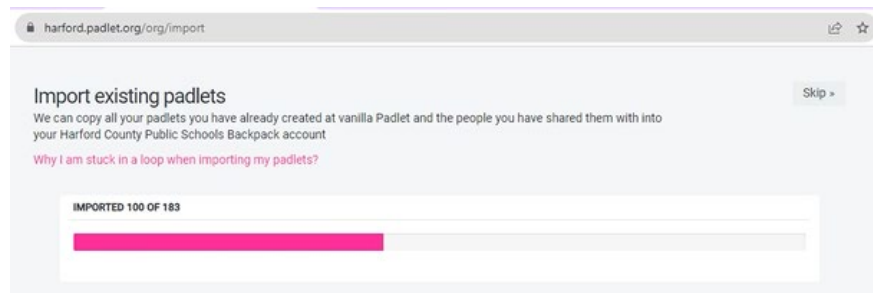 harford.padlet.org/org/import
Import existing padlets
Skip »
We can copy all your padlets you have already created at vanilla Padlet and the people you have shared them with into
your Harford County Public Schools Backpack account
Why I am stuck in a loop when importing my padlets?
IMPORTED 100 OF 183